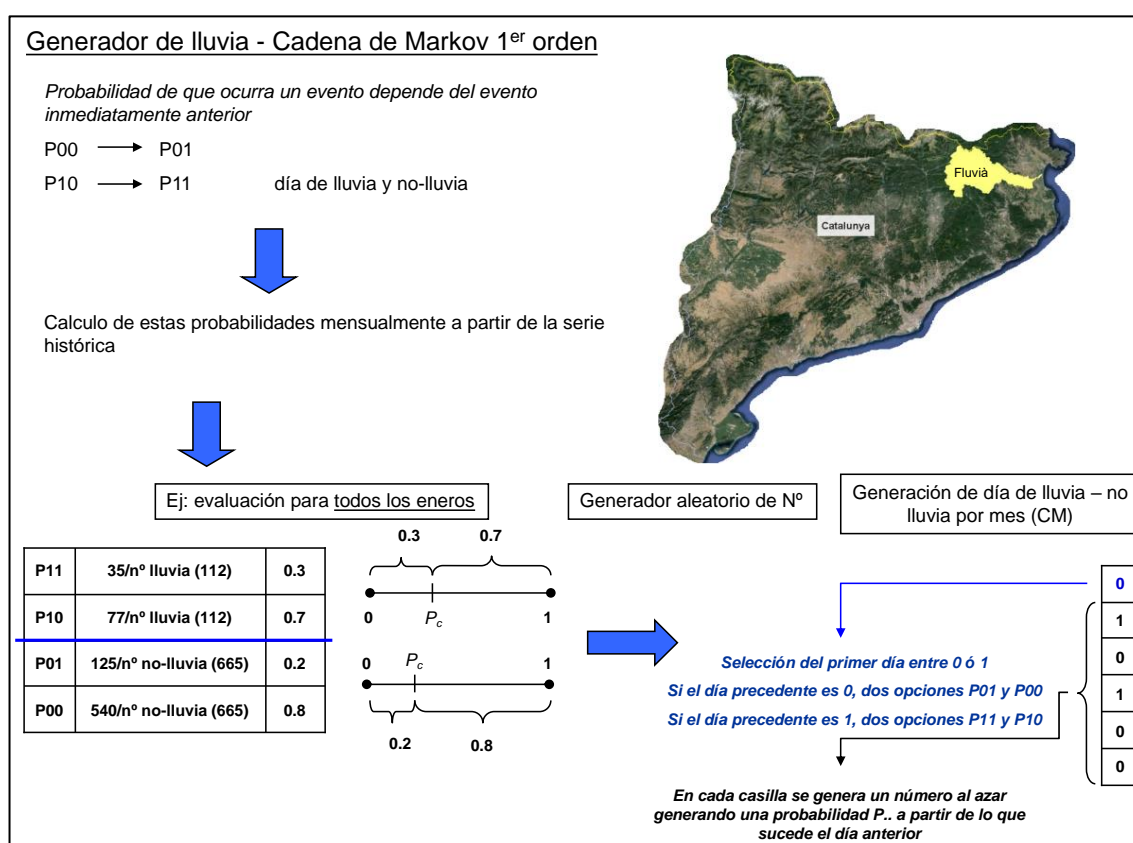 Generador de lluvia - Cadena de Markov 1er orden
Probabilidad de que ocurra un evento depende del evento
inmediatamente anterior
P00 → P01
P10 → P11 día de lluvia y no-lluvia
Fluvià
Catalunya
Calculo de estas probabilidades mensualmente a partir de la serie
histórica
Ej: evaluación para todos los eneros
Generador aleatorio de Nº
Generación de día de lluvia – no
lluvia por mes (CM)
P11 35/nº lluvia (112) 0.3
P10 77/nº lluvia (112) 0.7
P01 125/nº no-lluvia (665) 0.2
P00 540/nº no-lluvia (665) 0.8
0.3 0.7
0 Pc 1
0 Pc 1
0.2 0.8
Selección del primer día entre 0 ó 1
Si el día precedente es 0, dos opciones P01 y P00
Si el día precedente es 1, dos opciones P11 y P10
0
1
0
1
0
0
En cada casilla se genera un número al azar
generando una probabilidad P.. a partir de lo que
sucede el día anterior